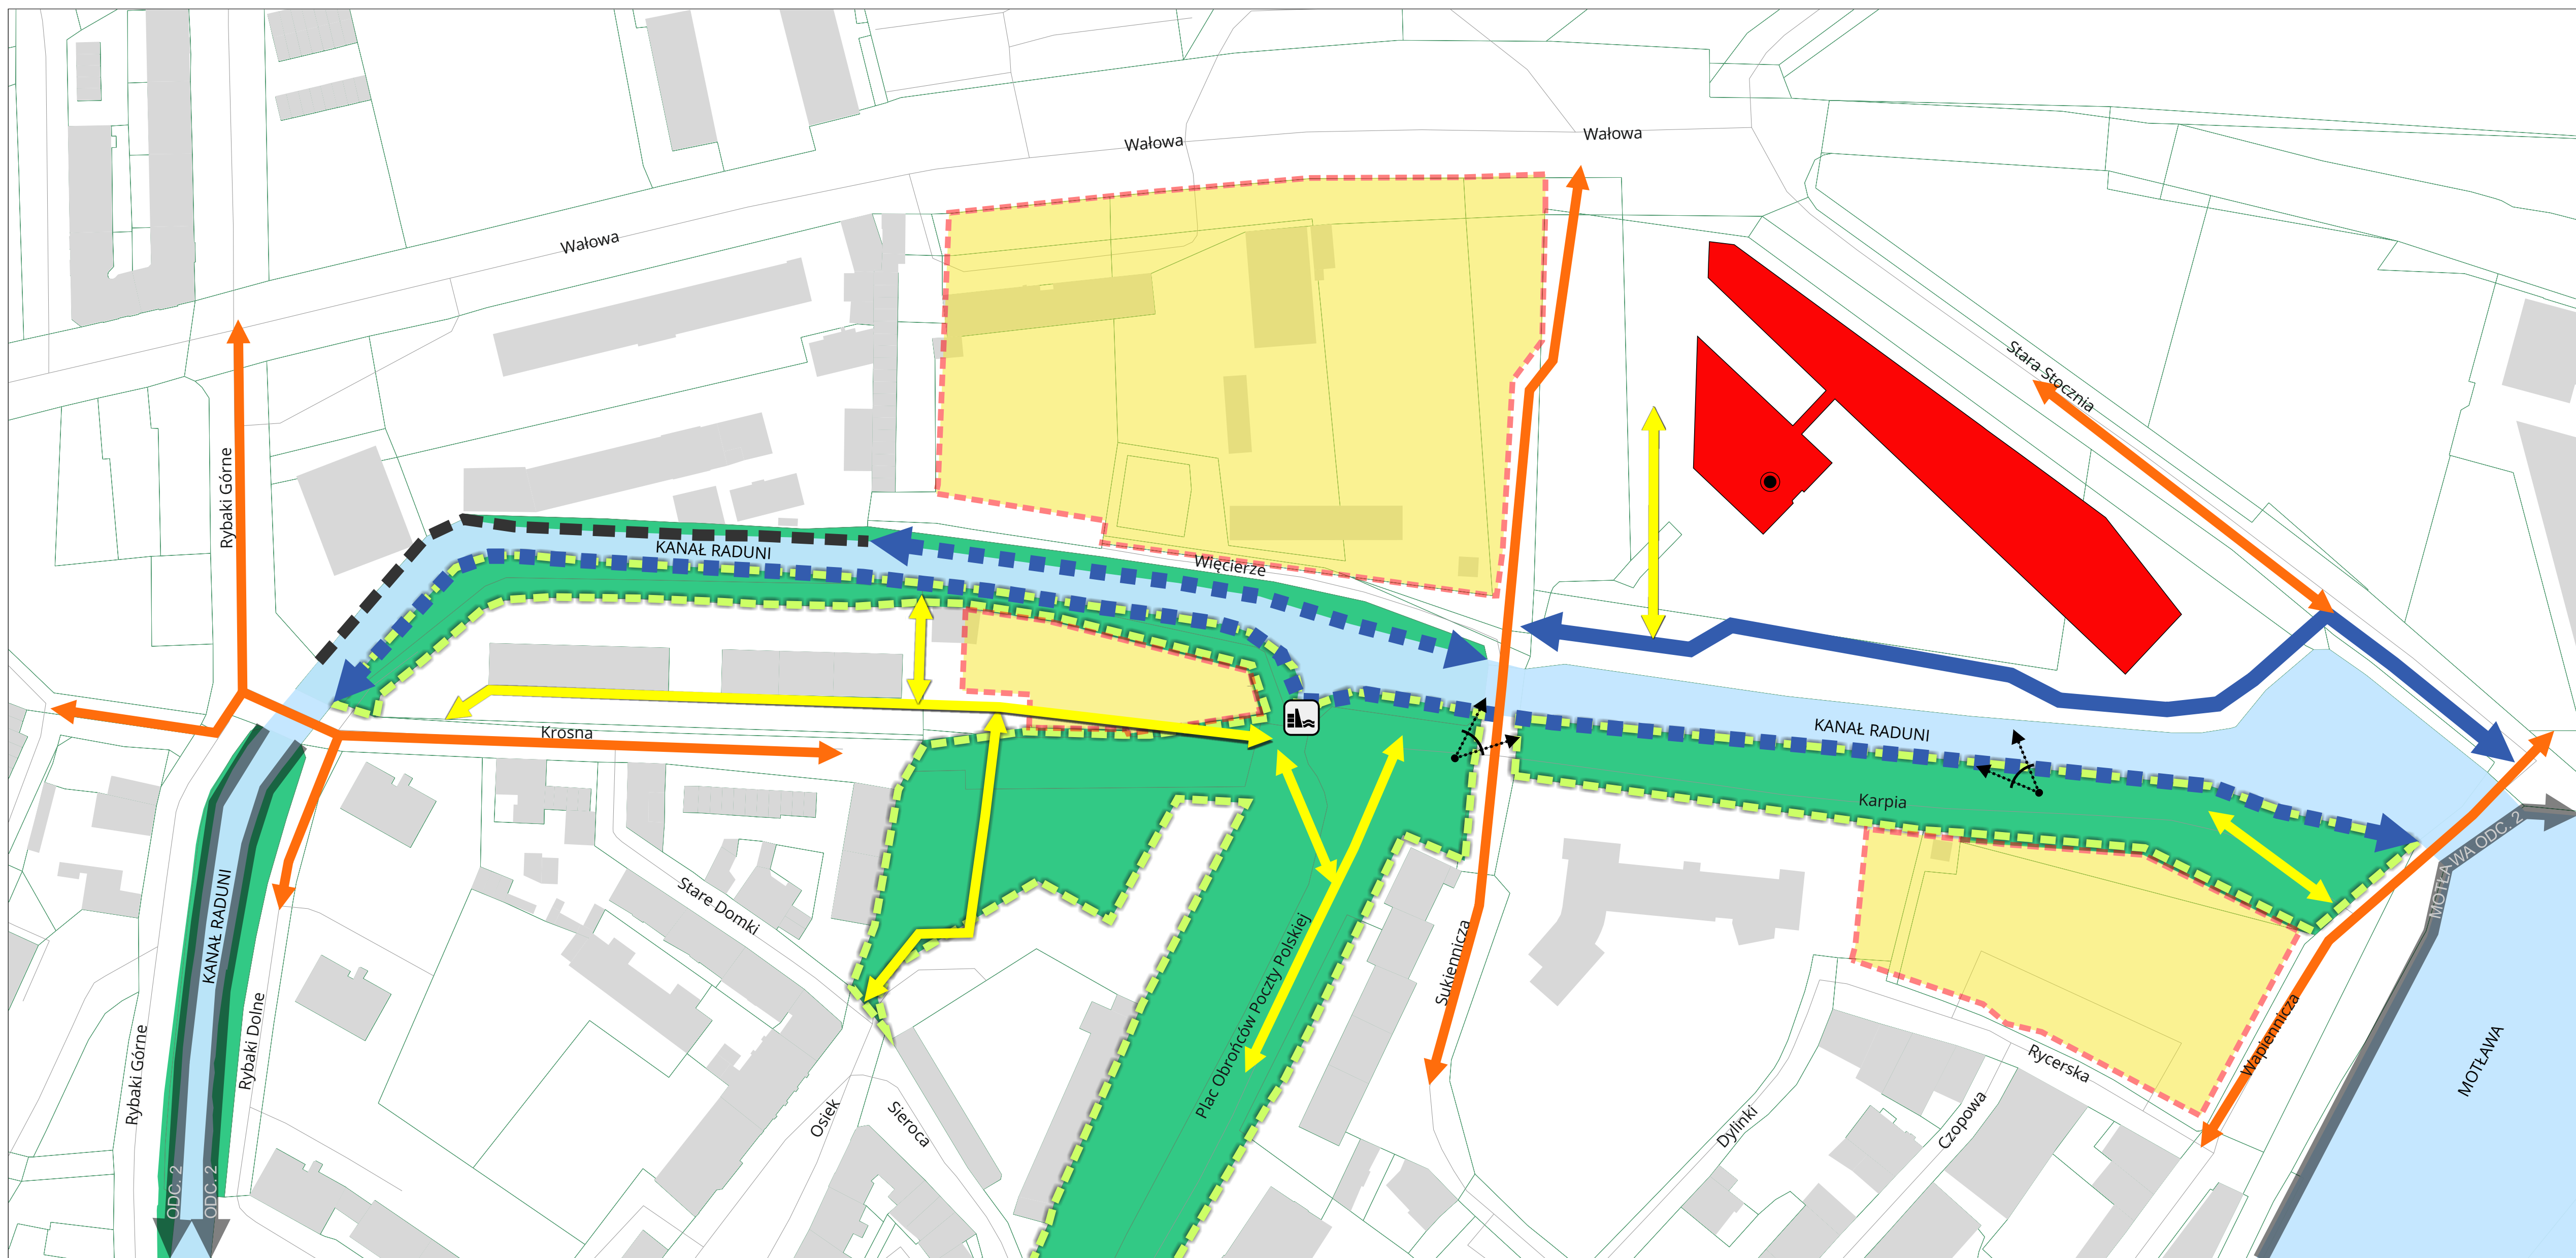 Wałowa
Wałowa
Wałowa
Stara Stocznia
Rybaki Górne
KANAŁ RADUNI
Więcierze
KANAŁ RADUNI
Krosna
Karpia
MOTŁAWA ODC. 2
Stare Domki
KANAŁ RADUNI
Plac Obrońców Poczty Polskiej
Sukiennicza
Rybaki Dolne
Rybaki Górne
Wapiennicza
Rycerska
MOTŁAWA
Osiek
Sieroca
Dylinki
Czopowa
ODC. 2
ODC. 2